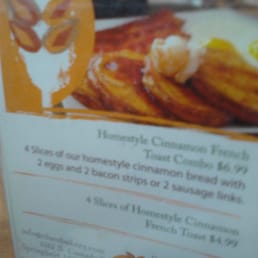 Homestyle Cinnamon French
Toast Combo $6.99
4 Slices of our homestyle cinnamon bread with
2 eggs and 2 bacon strips or 2 sausage links.
4 Slices of Homestyle Cinnamon
French Toast $4.99